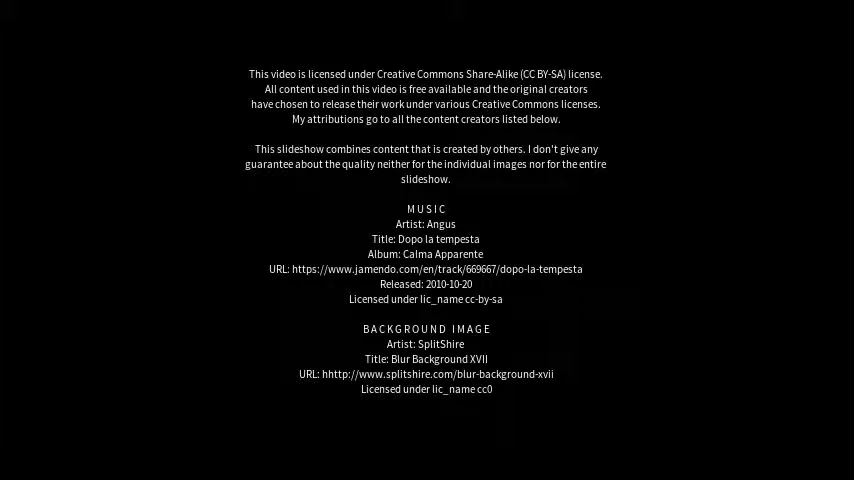 This video is licensed under Creative Commons Share-Alike (CC BY-SA) license.
All content used in this video is free available and the original creators
have chosen to release their work under various Creative Commons licenses.
My attributions go to all the content creators listed below.
This slideshow combines content that is created by others. I don't give any
guarantee about the quality neither for the individual images nor for the entire
slideshow.
MUSIC
Artist: Angus
Title: Dopo la tempesta
Album: Calma Apparente
URL: https://www.jamendo.com/en/track/669667/dopo-la-tempesta
Released: 2010-10-20
Licensed under lic_name cc-by-sa
BACKGROUND IMAGE
Artist: SplitShire
Title: Blur Background XVII
URL: hhttp://www.splitshire.com/blur-background-xvii
Licensed under lic_name cc0